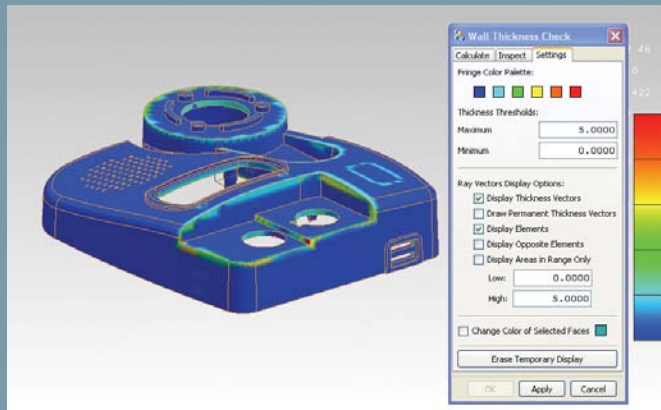 Wall Thickness Check
Calculate Inspect Settings
Fringe Color Palette:
Thickness Thresholds:
Maximum 5.0000
Minimum 0.0000
Ray Vectors Display Options:
Display Thickness Vectors
Draw Permanent Thickness Vectors
Display Elements
Display Opposite Elements
Display Areas in Range Only
Low: 0.0000
High: 5.0000
Change Color of Selected Faces
Erase Temporary Display
OK Apply Cancel